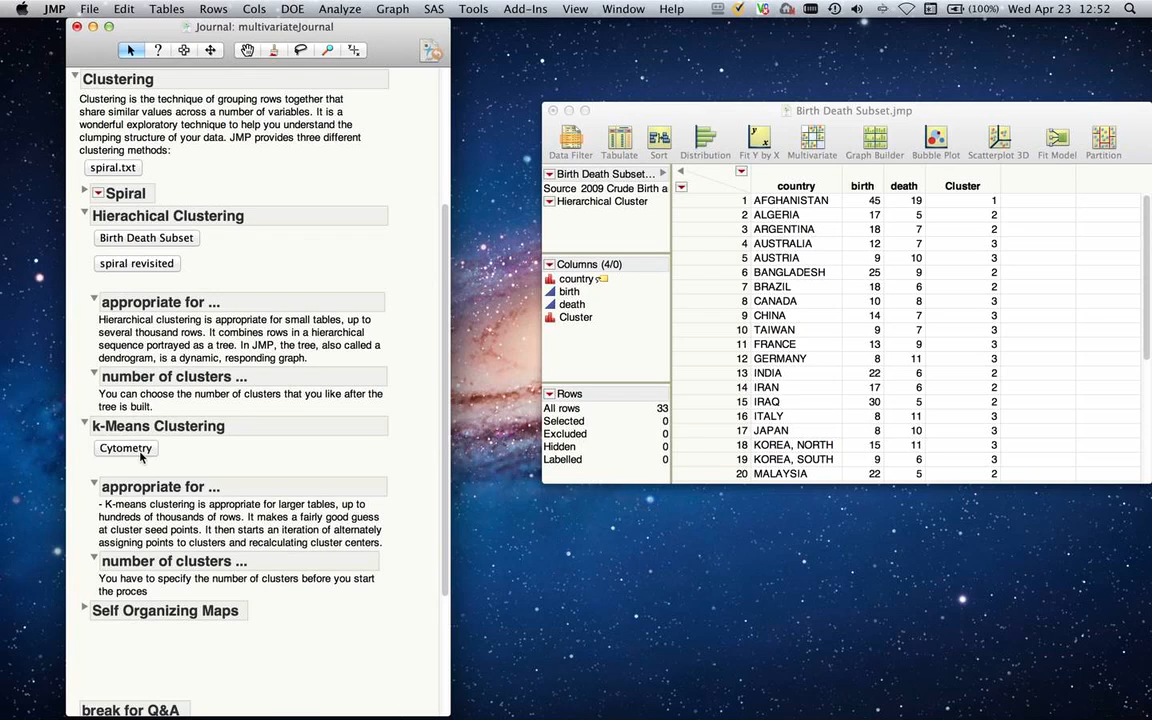 JMP File Edit Tables Rows Cols DOE Analyze Graph SAS Tools Add-Ins View Window Help (100%) Wed Apr 23 12:52
Journal: multivariateJournal
Clustering
Clustering is the technique of grouping rows together that
share similar values across a number of variables. It is a
wonderful exploratory technique to help you understand the
clumping structure of your data. JMP provides three different
clustering methods:
spiral.txt
Spiral
Hierachical Clustering
Birth Death Subset
spiral revisited
appropriate for ...
Hierarchical clustering is appropriate for small tables, up to
several thousand rows. It combines rows in a hierarchical
sequence portrayed as a tree. In JMP, the tree, also called a
dendrogram, is a dynamic, responding graph.
number of clusters ...
You can choose the number of clusters that you like after the
tree is built.
k-Means Clustering
Cytometry
appropriate for ...
- K-means clustering is appropriate for larger tables, up to
hundreds of thousands of rows. It makes a fairly good guess
at cluster seed points. It then starts an iteration of alternately
assigning points to clusters and recalculating cluster centers.
number of clusters ...
You have to specify the number of clusters before you start
the proces
Self Organizing Maps
break for Q&A
Birth Death Subset.jmp
Data Filter Tabulate Sort Distribution Fit Y by X Multivariate Graph Builder Bubble Plot Scatterplot 3D Fit Model Partition
Birth Death Subset...
Source 2009 Crude Birth a
Hierarchical Cluster
Columns (4/0)
country
birth
death
Cluster
Rows
All rows 33
Selected 0
Excluded 0
Hidden 0
Labelled 0
country birth death Cluster
1 AFGHANISTAN 45 19 1
2 ALGERIA 17 5 2
3 ARGENTINA 18 7 2
4 AUSTRALIA 12 7 3
5 AUSTRIA 9 10 3
6 BANGLADESH 25 9 2
7 BRAZIL 18 6 2
8 CANADA 10 8 3
9 CHINA 14 7 3
10 TAIWAN 9 7 3
11 FRANCE 13 9 3
12 GERMANY 8 11 3
13 INDIA 22 6 2
14 IRAN 17 6 2
15 IRAQ 30 5 2
16 ITALY 8 11 3
17 JAPAN 8 10 3
18 KOREA, NORTH 15 11 3
19 KOREA, SOUTH 9 6 3
20 MALAYSIA 22 5 2